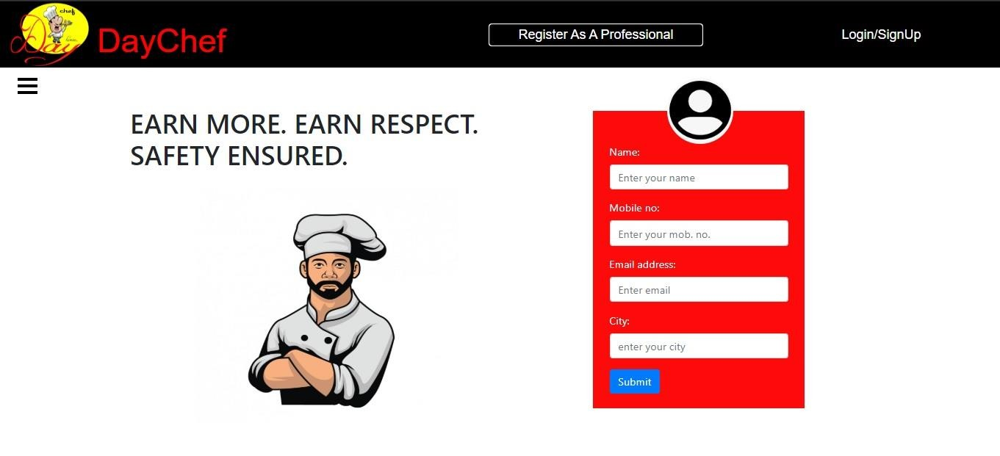 chef
Day
DayChef
Register As A Professional
Login/SignUp
EARN MORE. EARN RESPECT.
SAFETY ENSURED.
Name:
Enter your name
Mobile no:
Enter your mob. no.
Email address:
Enter email
City:
enter your city
Submit